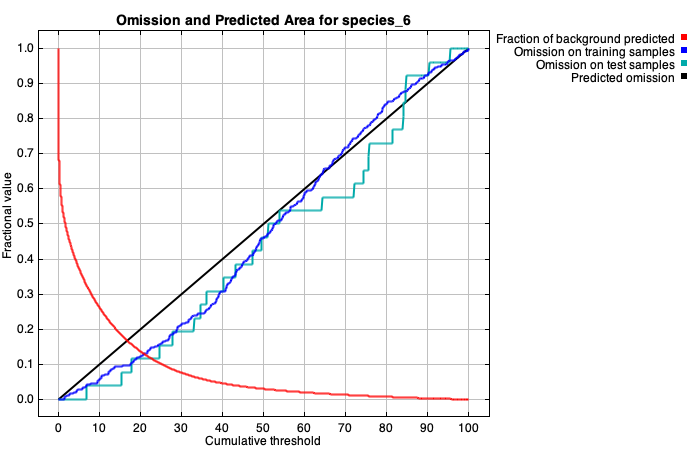 Omission and Predicted Area for species_6
Fraction of background predicted
Omission on training samples
Omission on test samples
Predicted omission
Fractional value
1.0
0.9
0.8
0.7
0.6
0.5
0.4
0.3
0.2
0.1
0.0
0 10 20 30 40 50 60 70 80 90 100
Cumulative threshold